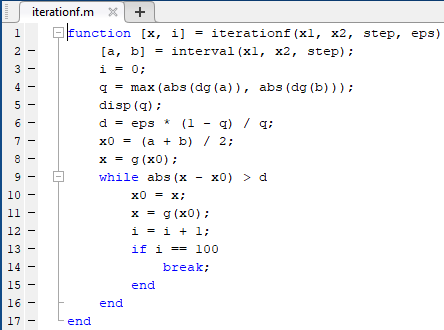 iterationf.m × +
1 function [x, i] = iterationf(x1, x2, step, eps)
2 - [a, b] = interval(x1, x2, step);
3 - i = 0;
4 - q = max(abs(dg(a)), abs(dg(b)));
5 - disp(q);
6 - d = eps * (1 - q) / q;
7 - x0 = (a + b) / 2;
8 - x = g(x0);
9 - while abs(x - x0) > d
10 - x0 = x;
11 - x = g(x0);
12 - i = i + 1;
13 - if i == 100
14 - break;
15 - end
16 - end
17 - end